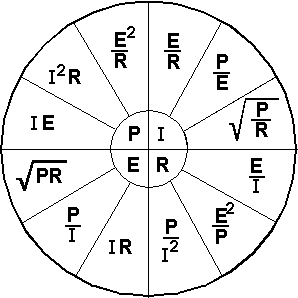 E²/R
E/R
I²R
P/E
IE
√(P/R)
P
I
E
R
√PR
E/I
P/I
E²/P
IR
P/I²